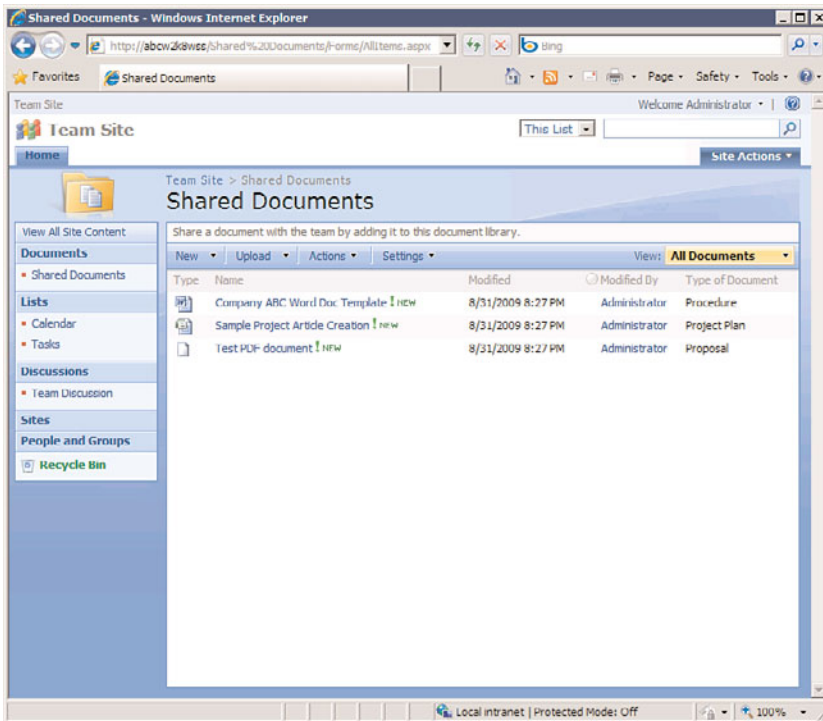 Shared Documents - Windows Internet Explorer
http://abcw2k8wss/Shared%20Documents/Forms/AllItems.aspx
Bing
Favorites
Shared Documents
Page
Safety
Tools
Team Site
Welcome Administrator
Team Site
This List
Home
Site Actions
Team Site > Shared Documents
Shared Documents
View All Site Content
Documents
Shared Documents
Lists
Calendar
Tasks
Discussions
Team Discussion
Sites
People and Groups
Recycle Bin
Share a document with the team by adding it to this document library.
New Upload Actions Settings View: All Documents
Type Name Modified Modified By Type of Document
Company ABC Word Doc Template ! NEW 8/31/2009 8:27 PM Administrator Procedure
Sample Project Article Creation ! NEW 8/31/2009 8:27 PM Administrator Project Plan
Test PDF document ! NEW 8/31/2009 8:27 PM Administrator Proposal
Local intranet | Protected Mode: Off
100%